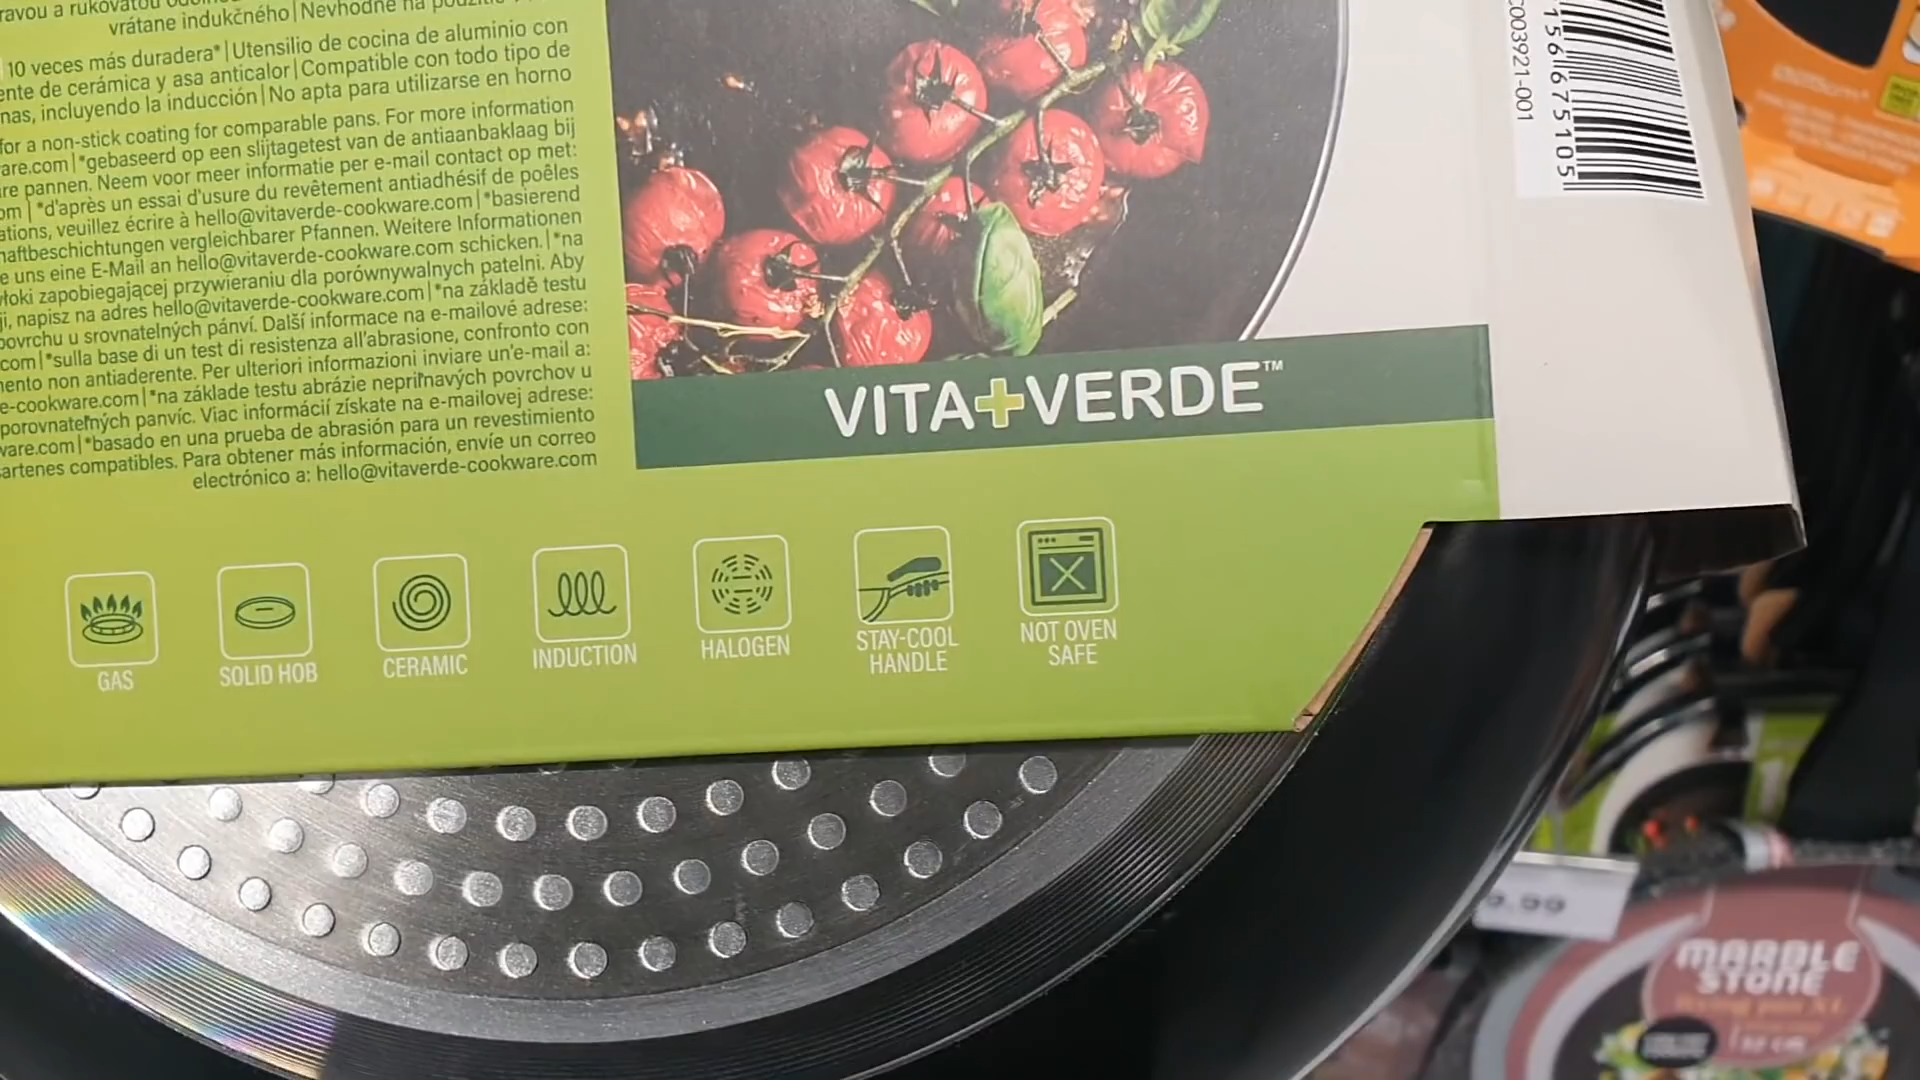 vrátane indukčného|Nevhodné na použitie
10 veces más duradera*|Utensilio de cocina de aluminio con
ente de cerámica y asa anticalor|Compatible con todo tipo de
nas, incluyendo la inducción|No apta para utilizarse en horno
for a non-stick coating for comparable pans. For more information
are.com|*gebaseerd op een slijtagetest van de antiaanbaklaag bij
re pannen. Neem voor meer informatie per e-mail contact op met:
om|*d'après un essai d'usure du revêtement antiadhésif de poêles
ations, veuillez écrire à hello@vitaverde-cookware.com|*basierend
haftbeschichtungen vergleichbarer Pfannen. Weitere Informationen
e uns eine E-Mail an hello@vitaverde-cookware.com schicken.|*na
włoki zapobiegającej przywieraniu dla porównywalnych patelni. Aby
ji, napisz na adres hello@vitaverde-cookware.com|*na základě testu
povrchu u srovnatelných pánví. Další informace na e-mailové adrese:
com|*sulla base di un test di resistenza all'abrasione, confronto con
mento non antiaderente. Per ulteriori informazioni inviare un'e-mail a:
e-cookware.com|*na základe testu abrázie nepriľnavých povrchov u
porovnateľných panvíc. Viac informácií získate na e-mailovej adrese:
ware.com|*basado en una prueba de abrasión para un revestimiento
artenes compatibles. Para obtener más información, envíe un correo
electrónico a: hello@vitaverde-cookware.com
VITA+VERDE™
C003921-001
156675105
GAS
SOLID HOB
CERAMIC
INDUCTION
HALOGEN
STAY-COOL
HANDLE
NOT OVEN
SAFE
9.99
MARBLE
STONE